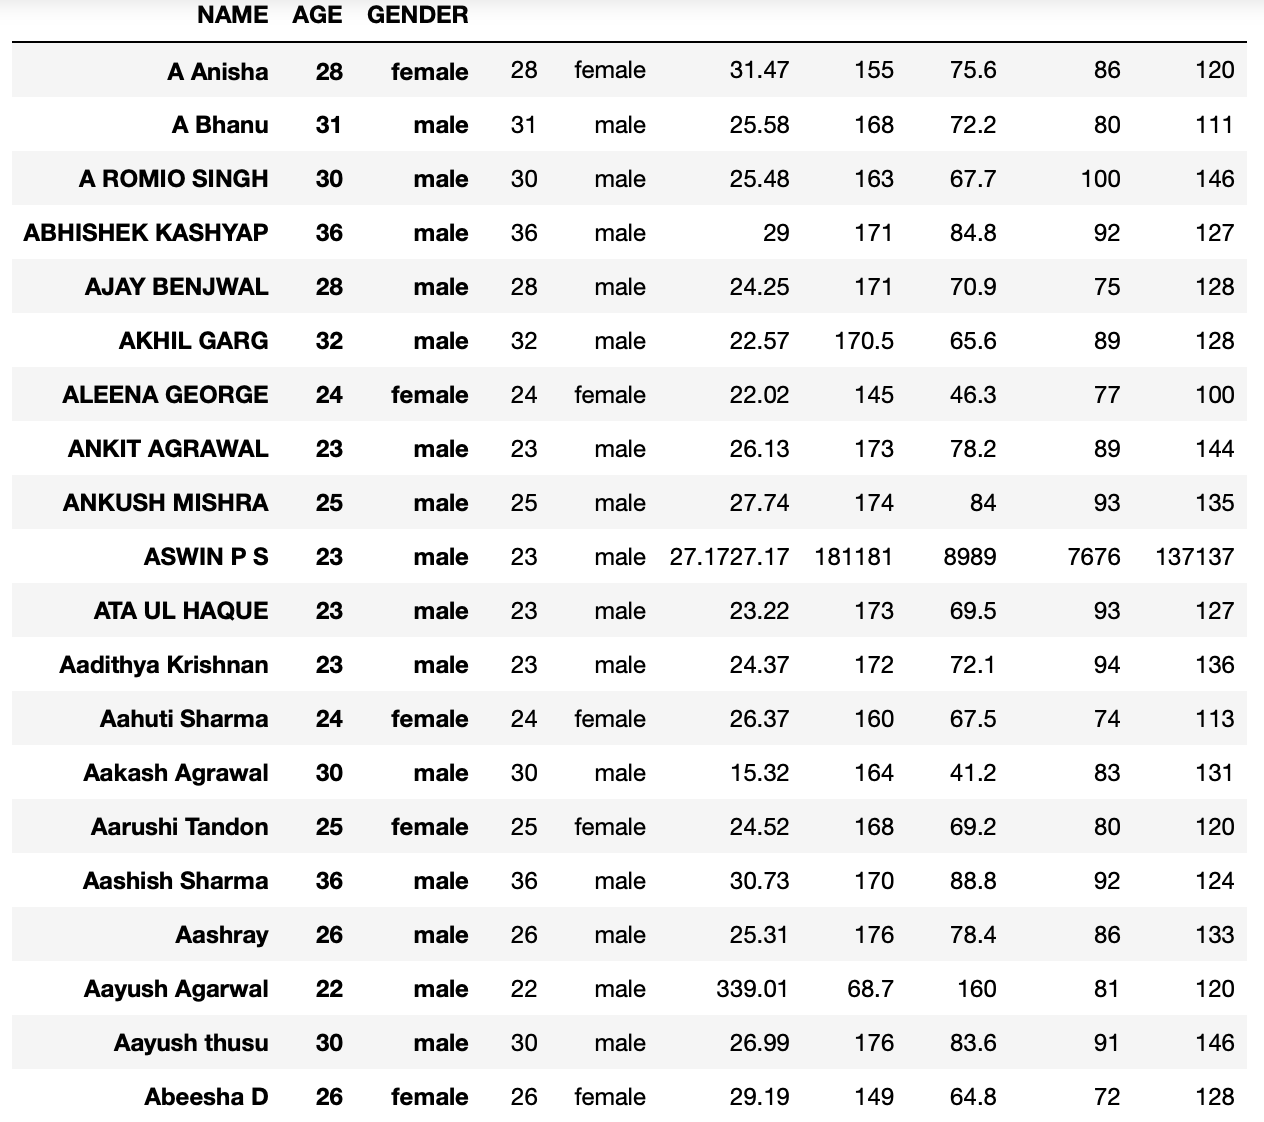 NAME AGE GENDER
A Anisha 28 female 28 female 31.47 155 75.6 86 120
A Bhanu 31 male 31 male 25.58 168 72.2 80 111
A ROMIO SINGH 30 male 30 male 25.48 163 67.7 100 146
ABHISHEK KASHYAP 36 male 36 male 29 171 84.8 92 127
AJAY BENJWAL 28 male 28 male 24.25 171 70.9 75 128
AKHIL GARG 32 male 32 male 22.57 170.5 65.6 89 128
ALEENA GEORGE 24 female 24 female 22.02 145 46.3 77 100
ANKIT AGRAWAL 23 male 23 male 26.13 173 78.2 89 144
ANKUSH MISHRA 25 male 25 male 27.74 174 84 93 135
ASWIN P S 23 male 23 male 27.1727.17 181181 8989 7676 137137
ATA UL HAQUE 23 male 23 male 23.22 173 69.5 93 127
Aadithya Krishnan 23 male 23 male 24.37 172 72.1 94 136
Aahuti Sharma 24 female 24 female 26.37 160 67.5 74 113
Aakash Agrawal 30 male 30 male 15.32 164 41.2 83 131
Aarushi Tandon 25 female 25 female 24.52 168 69.2 80 120
Aashish Sharma 36 male 36 male 30.73 170 88.8 92 124
Aashray 26 male 26 male 25.31 176 78.4 86 133
Aayush Agarwal 22 male 22 male 339.01 68.7 160 81 120
Aayush thusu 30 male 30 male 26.99 176 83.6 91 146
Abeesha D 26 female 26 female 29.19 149 64.8 72 128